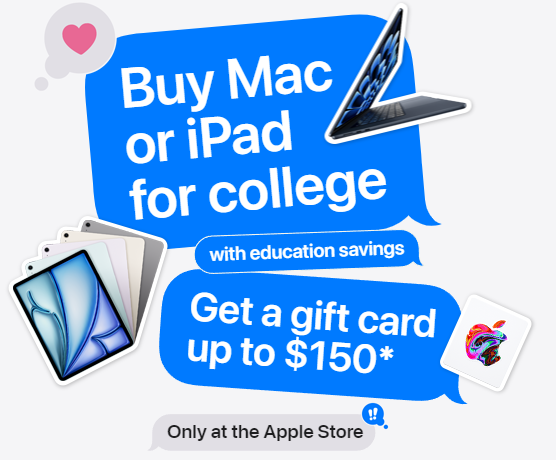 Buy Mac
or iPad
for college
with education savings
Get a gift card
up to $150*
Only at the Apple Store
!!